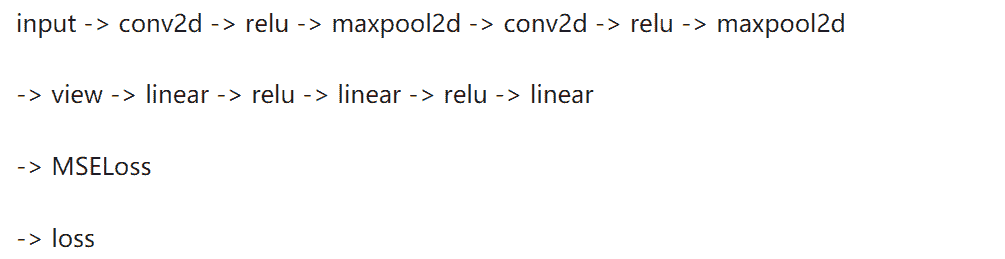 input -> conv2d -> relu -> maxpool2d -> conv2d -> relu -> maxpool2d
-> view -> linear -> relu -> linear -> relu -> linear
-> MSELoss
-> loss